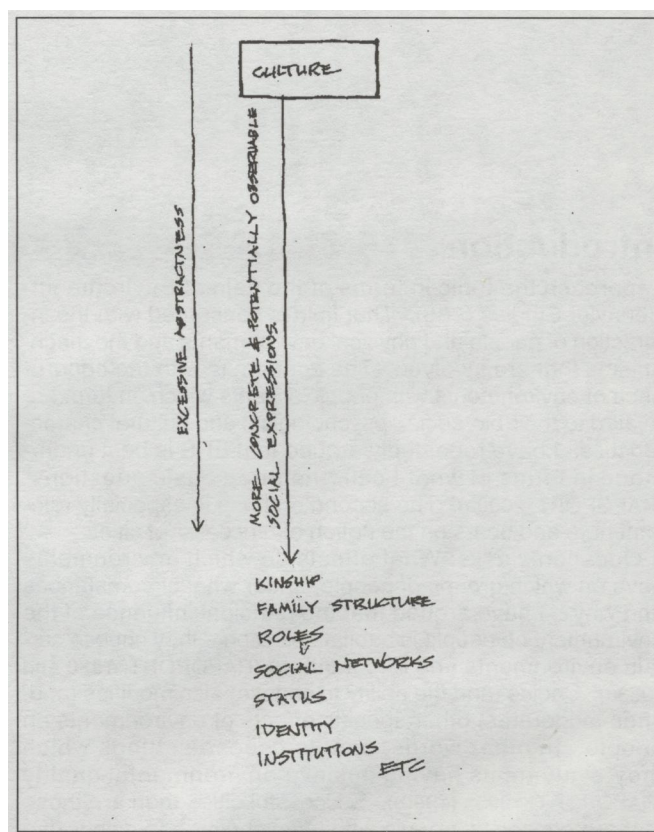 CULTURE
EXCESSIVE ABSTRACTNESS
MORE CONCRETE & POTENTIALLY OBSERVABLE
SOCIAL EXPRESSIONS.
KINSHIP
FAMILY STRUCTURE
ROLES
SOCIAL NETWORKS
STATUS
IDENTITY
INSTITUTIONS
ETC